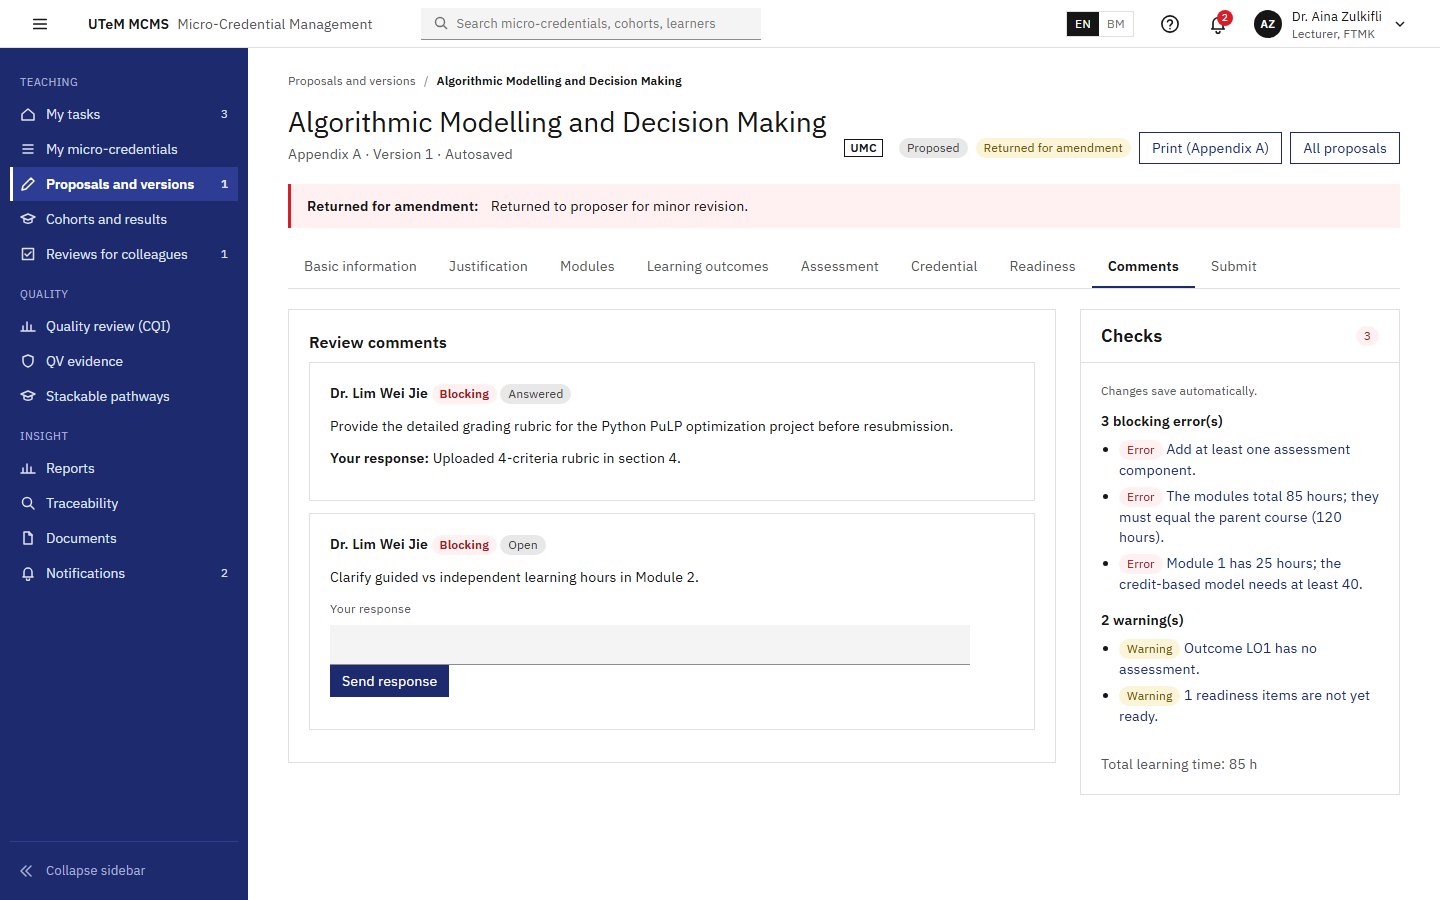 UTeM MCMS Micro-Credential Management
Search micro-credentials, cohorts, learners
EN BM
2
AZ
Dr. Aina Zulkifli
Lecturer, FTMK
TEACHING
My tasks 3
My micro-credentials
Proposals and versions 1
Cohorts and results
Reviews for colleagues 1
QUALITY
Quality review (CQI)
QV evidence
Stackable pathways
INSIGHT
Reports
Traceability
Documents
Notifications 2
Collapse sidebar
Proposals and versions / Algorithmic Modelling and Decision Making
Algorithmic Modelling and Decision Making
Appendix A · Version 1 · Autosaved
UMC Proposed Returned for amendment Print (Appendix A) All proposals
Returned for amendment: Returned to proposer for minor revision.
Basic information Justification Modules Learning outcomes Assessment Credential Readiness Comments Submit
Review comments
Dr. Lim Wei Jie Blocking Answered
Provide the detailed grading rubric for the Python PuLP optimization project before resubmission.
Your response: Uploaded 4-criteria rubric in section 4.
Dr. Lim Wei Jie Blocking Open
Clarify guided vs independent learning hours in Module 2.
Your response
Send response
Checks 3
Changes save automatically.
3 blocking error(s)
Error Add at least one assessment
component.
Error The modules total 85 hours; they
must equal the parent course (120
hours).
Error Module 1 has 25 hours; the
credit-based model needs at least 40.
2 warning(s)
Warning Outcome LO1 has no
assessment.
Warning 1 readiness items are not yet
ready.
Total learning time: 85 h